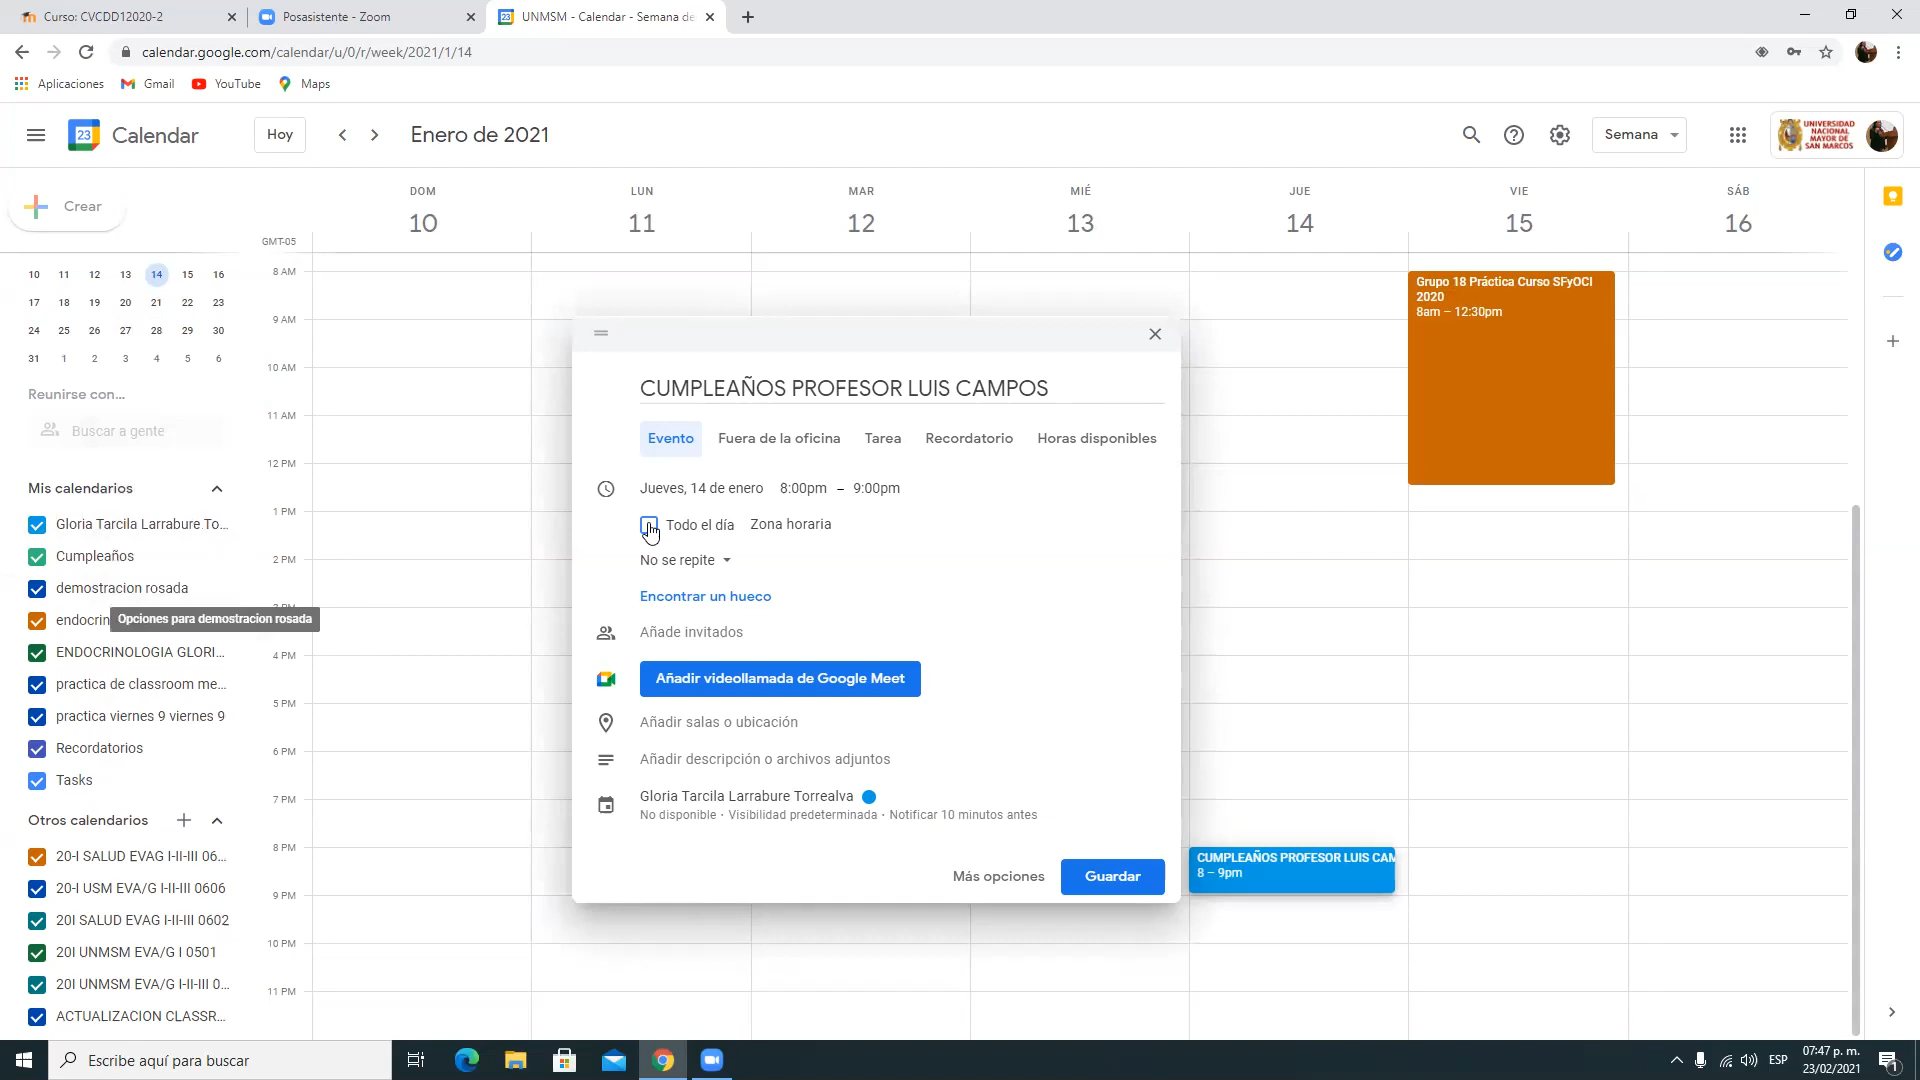 Curso: CVCDD12020-2
Posasistente - Zoom
UNMSM - Calendar - Semana de
calendar.google.com/calendar/u/0/r/week/2021/1/14
Aplicaciones
Gmail
YouTube
Maps
23
Calendar
Hoy
Enero de 2021
Semana
UNIVERSIDAD
NACIONAL
MAYOR DE
SAN MARCOS
Crear
DOM
10
LUN
11
MAR
12
MIÉ
13
JUE
14
VIE
15
SÁB
16
GMT-05
10 11 12 13 14 15 16
17 18 19 20 21 22 23
24 25 26 27 28 29 30
31 1 2 3 4 5 6
Reunirse con...
Buscar a gente
Mis calendarios
Gloria Tarcila Larrabure To...
Cumpleaños
demostracion rosada
endocrin
Opciones para demostracion rosada
ENDOCRINOLOGIA GLORI...
practica de classroom me...
practica viernes 9 viernes 9
Recordatorios
Tasks
Otros calendarios
20-I SALUD EVAG I-II-III 06...
20-I USM EVA/G I-II-III 0606
20I SALUD EVAG I-II-III 0602
20I UNMSM EVA/G I 0501
20I UNMSM EVA/G I-II-III 0...
ACTUALIZACION CLASSR...
8 AM
9 AM
10 AM
11 AM
12 PM
1 PM
2 PM
4 PM
5 PM
6 PM
7 PM
8 PM
9 PM
10 PM
11 PM
Grupo 18 Práctica Curso SFyOCI
2020
8am – 12:30pm
CUMPLEAÑOS PROFESOR LUIS CAMPOS
Evento
Fuera de la oficina
Tarea
Recordatorio
Horas disponibles
Jueves, 14 de enero 8:00pm – 9:00pm
Todo el día Zona horaria
No se repite
Encontrar un hueco
Añade invitados
Añadir videollamada de Google Meet
Añadir salas o ubicación
Añadir descripción o archivos adjuntos
Gloria Tarcila Larrabure Torrealva
No disponible · Visibilidad predeterminada · Notificar 10 minutos antes
Más opciones
Guardar
CUMPLEAÑOS PROFESOR LUIS CAM
8 – 9pm
Escribe aquí para buscar
ESP
07:47 p. m.
23/02/2021
1